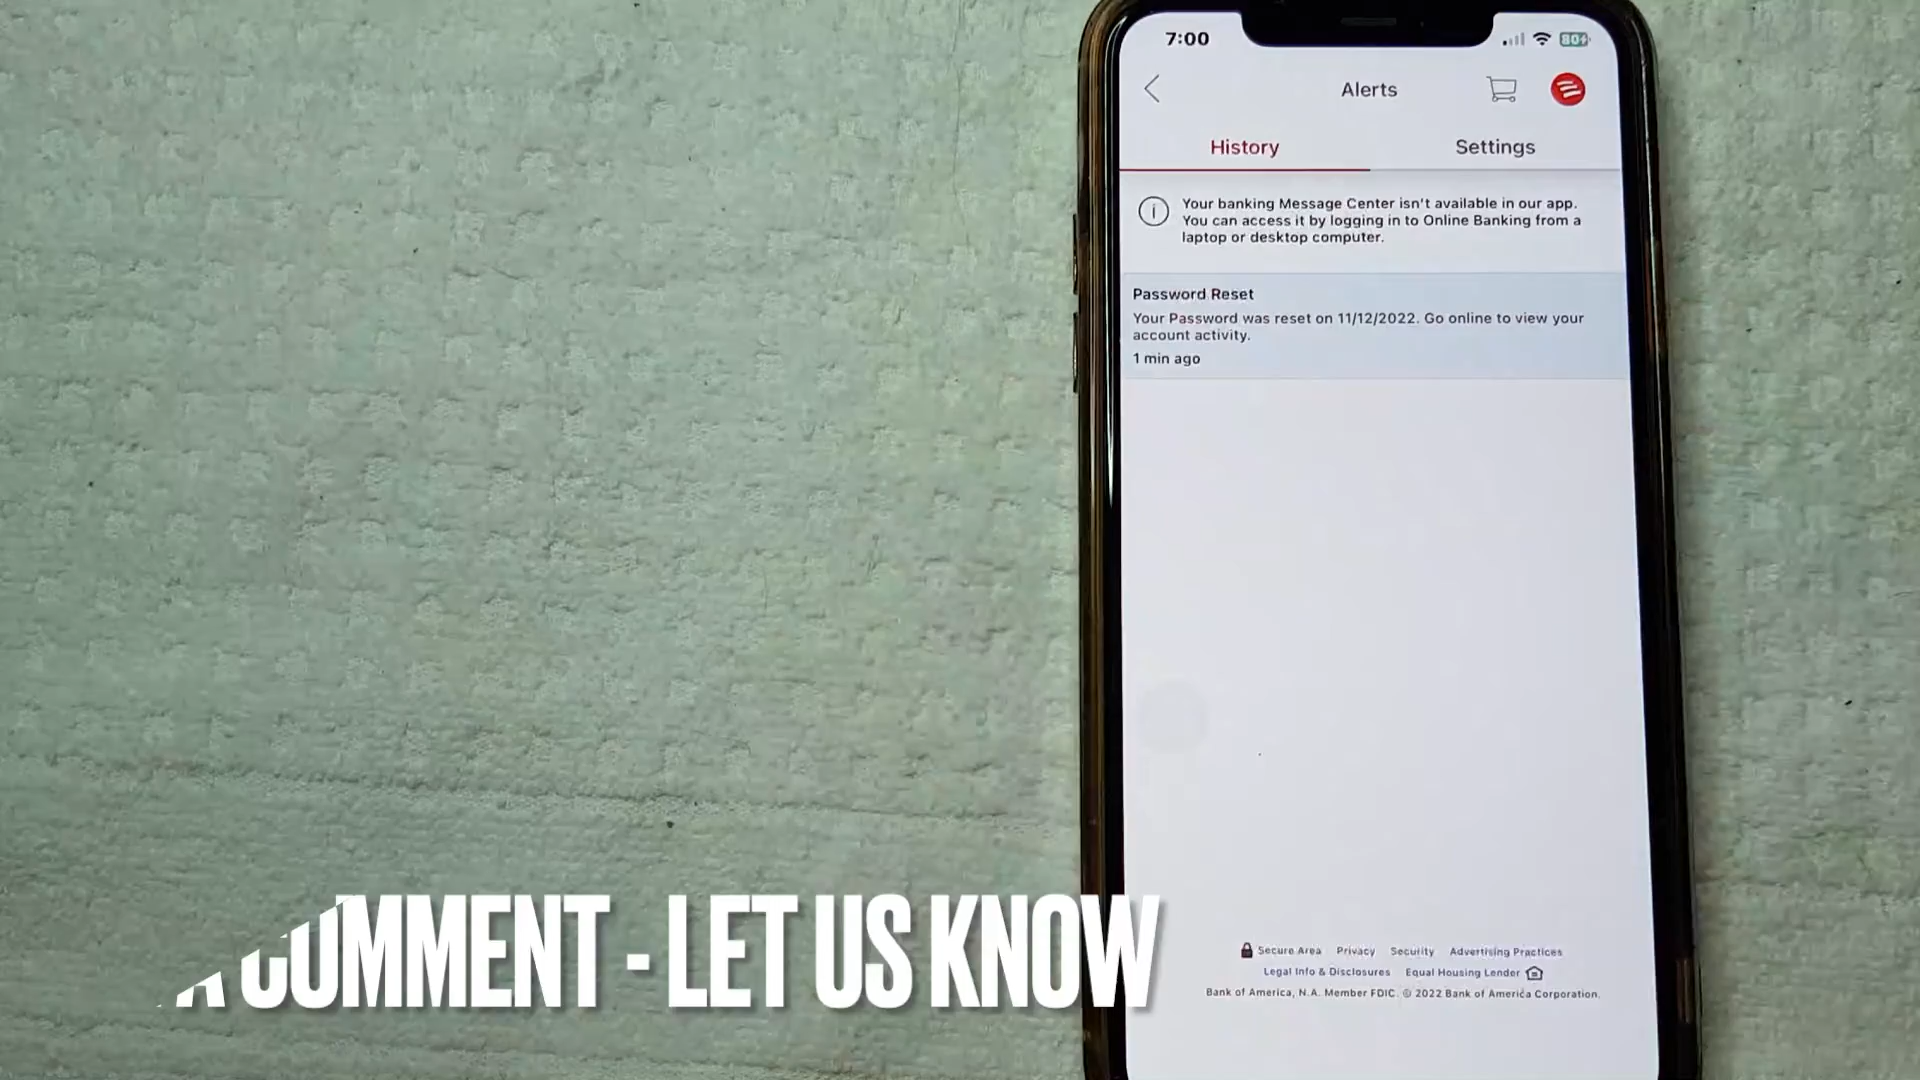 7:00
80
Alerts
History
Settings
Your banking Message Center isn't available in our app.
You can access it by logging in to Online Banking from a
laptop or desktop computer.
Password Reset
Your Password was reset on 11/12/2022. Go online to view your
account activity.
1 min ago
A COMMENT - LET US KNOW
Secure Area Privacy Security Advertising Practices
Legal Info & Disclosures Equal Housing Lender
Bank of America, N.A. Member FDIC. © 2022 Bank of America Corporation.